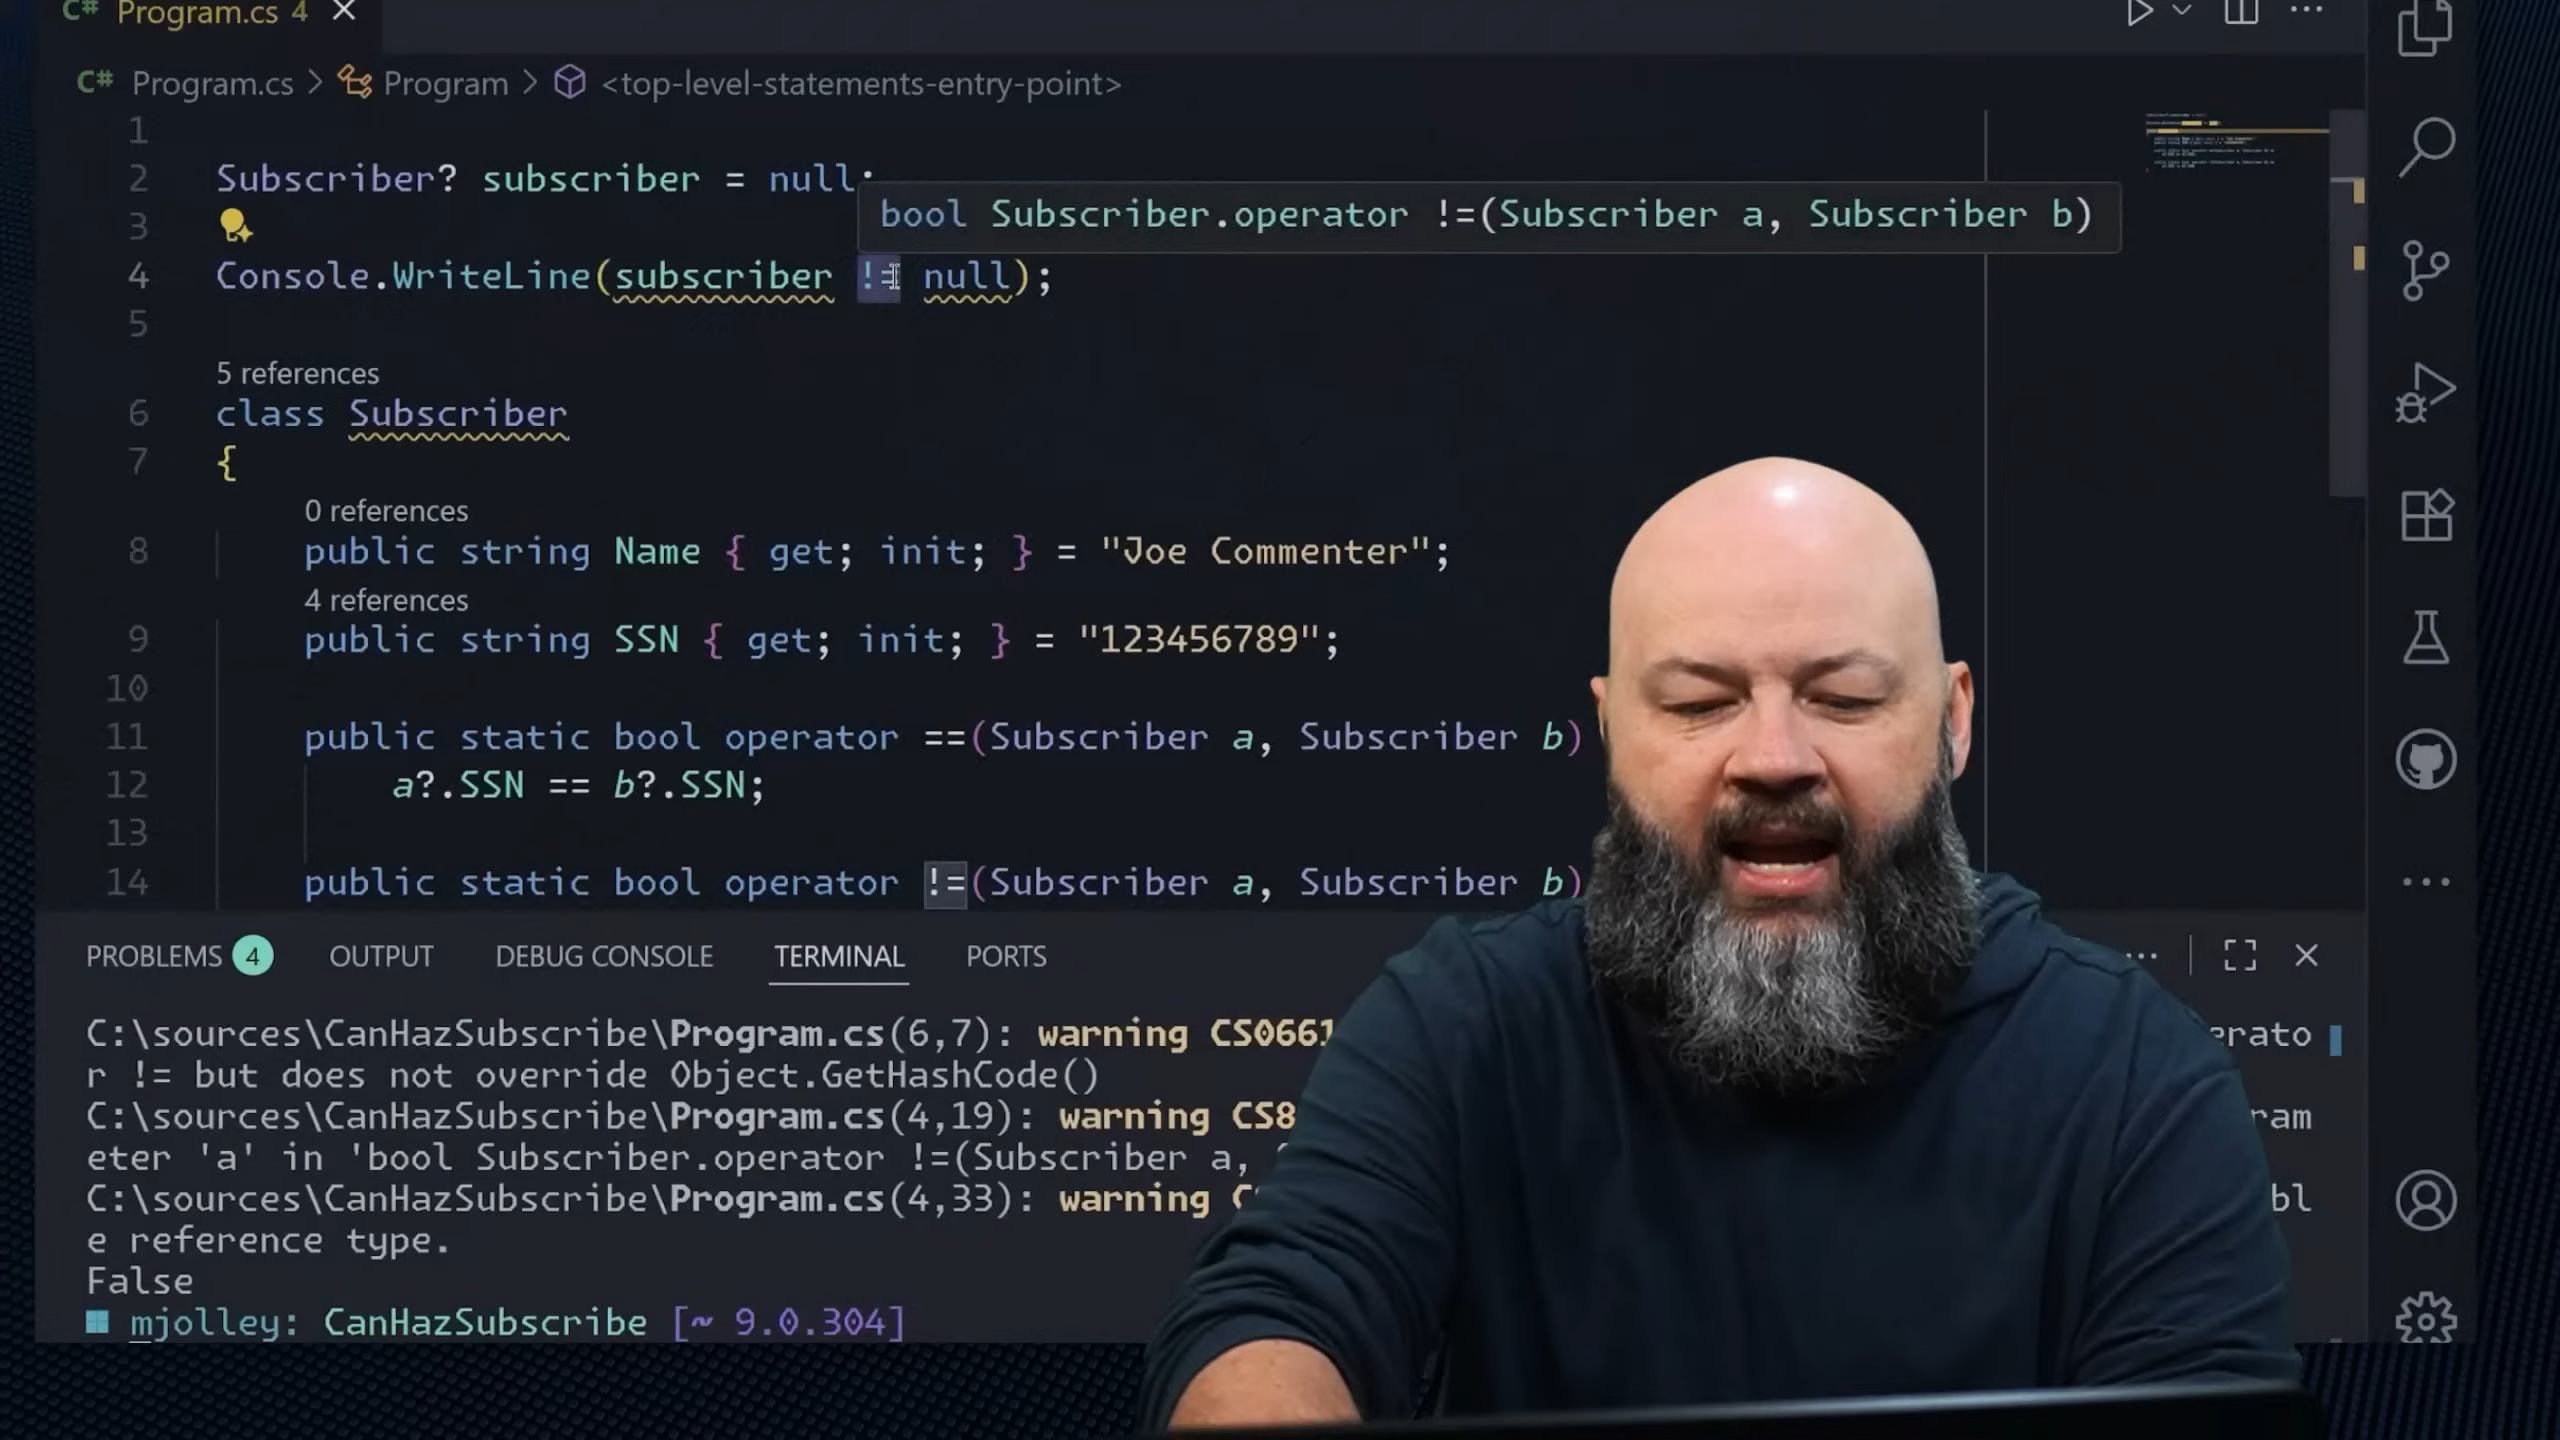 C# Program.cs 4
C# Program.cs > Program > <top-level-statements-entry-point>
1
2 Subscriber? subscriber = null;
bool Subscriber.operator !=(Subscriber a, Subscriber b)
3
4 Console.WriteLine(subscriber != null);
5
5 references
6 class Subscriber
7 {
0 references
8 public string Name { get; init; } = "Joe Commenter";
4 references
9 public string SSN { get; init; } = "123456789";
10
11 public static bool operator ==(Subscriber a, Subscriber b)
12 a?.SSN == b?.SSN;
13
14 public static bool operator !=(Subscriber a, Subscriber b)
PROBLEMS 4 OUTPUT DEBUG CONSOLE TERMINAL PORTS
C:\sources\CanHazSubscribe\Program.cs(6,7): warning CS0661 erato
r != but does not override Object.GetHashCode()
C:\sources\CanHazSubscribe\Program.cs(4,19): warning CS8 ram
eter 'a' in 'bool Subscriber.operator !=(Subscriber a,
C:\sources\CanHazSubscribe\Program.cs(4,33): warning C bl
e reference type.
False
mjolley: CanHazSubscribe [~ 9.0.304]